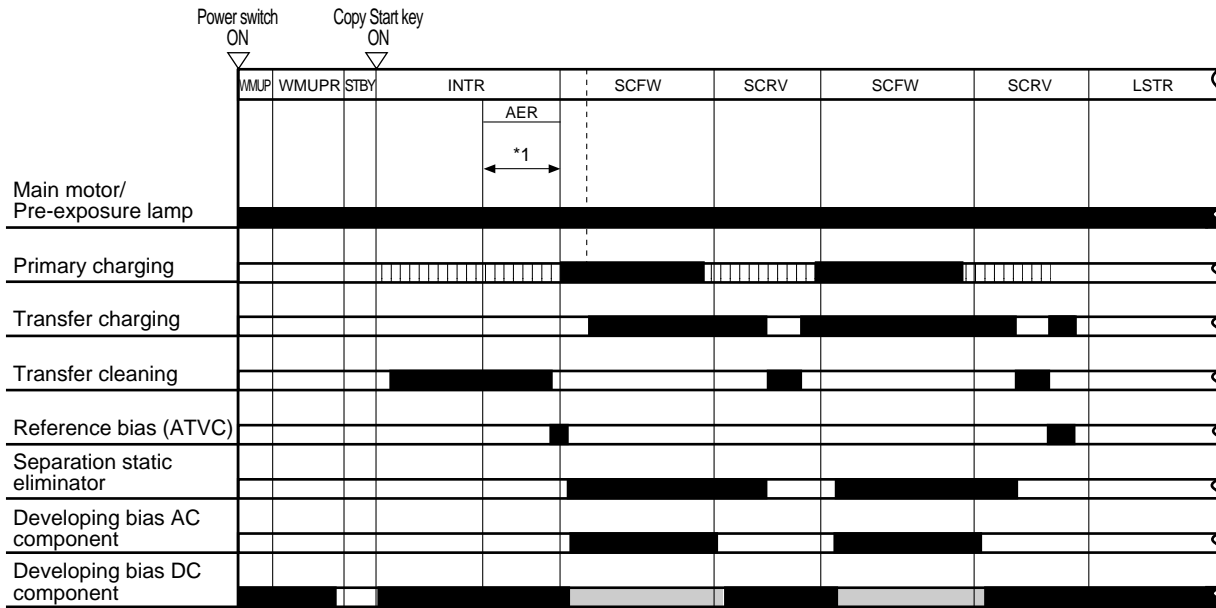 Power switch
ON
Copy Start key
ON
WMUP WMUPR STBY INTR SCFW SCRV SCFW SCRV LSTR
AER
*1
Main motor/
Pre-exposure lamp
Primary charging
Transfer charging
Transfer cleaning
Reference bias (ATVC)
Separation static
eliminator
Developing bias AC
component
Developing bias DC
component